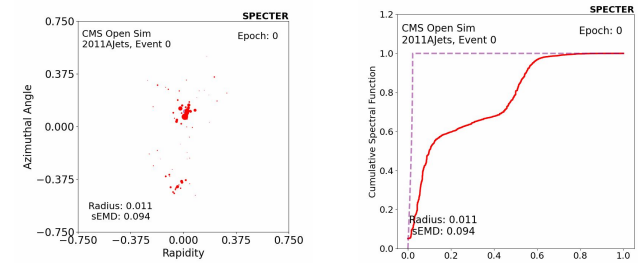 SPECTER
CMS Open Sim
2011AJets, Event 0
Epoch: 0
0.750
0.375
0.000
−0.375
−0.750
Azimuthal Angle
Radius: 0.011
sEMD: 0.094
−0.750 −0.375 0.000 0.375 0.750
Rapidity
SPECTER
CMS Open Sim
2011AJets, Event 0
Epoch: 0
1.2
1.0
0.8
0.6
0.4
0.2
0.0
Cumulative Spectral Function
Radius: 0.011
sEMD: 0.094
0.0 0.2 0.4 0.6 0.8 1.0